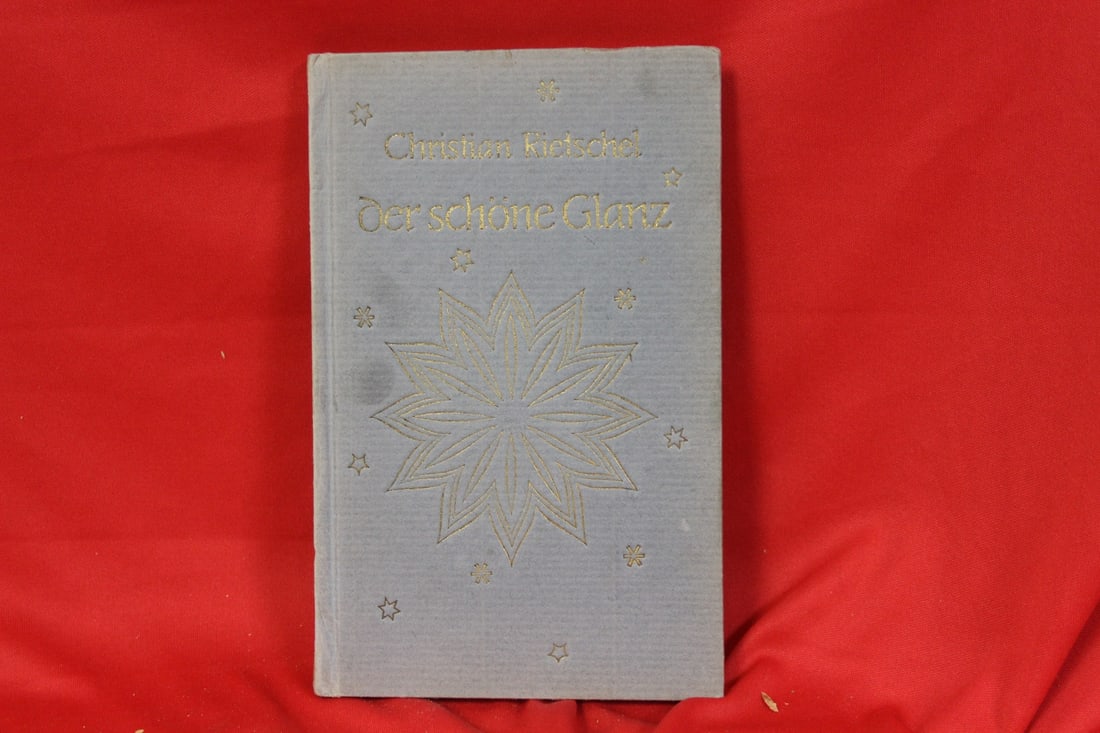 Christian Rietschel
Der schöne Glanz